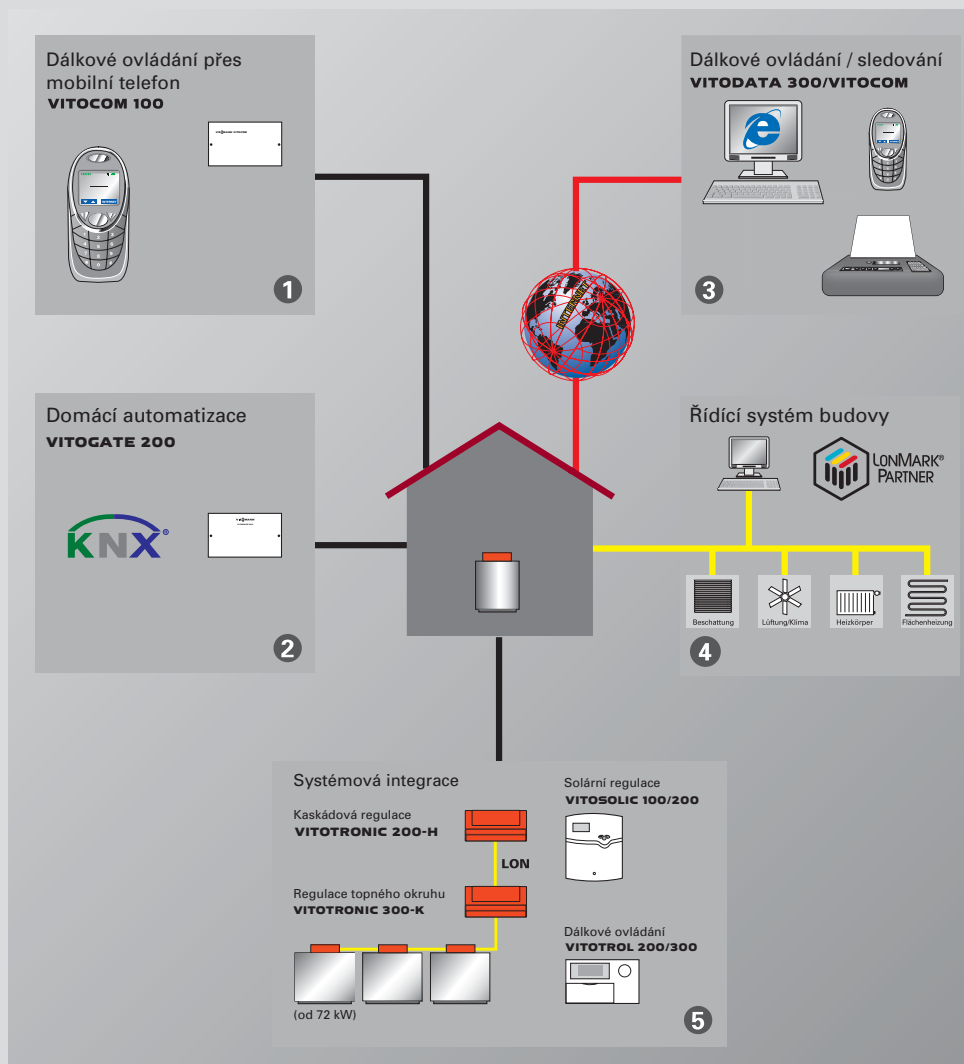 Dálkové ovládání přes
mobilní telefon
VITOCOM 100
1
Dálkové ovládání / sledování
VITODATA 300/VITOCOM
INTERNET
3
INTERNET
Domácí automatizace
VITOGATE 200
KNX®
2
Řídící systém budovy
LONMARK®
PARTNER
Beschattung
Lüftung/Klima
Heizkörper
Flächenheizung
4
Systémová integrace
Kaskádová regulace
VITOTRONIC 200-H
LON
Regulace topného okruhu
VITOTRONIC 300-K
(od 72 kW)
Solární regulace
VITOSOLIC 100/200
Dálkové ovládání
VITOTROL 200/300
5